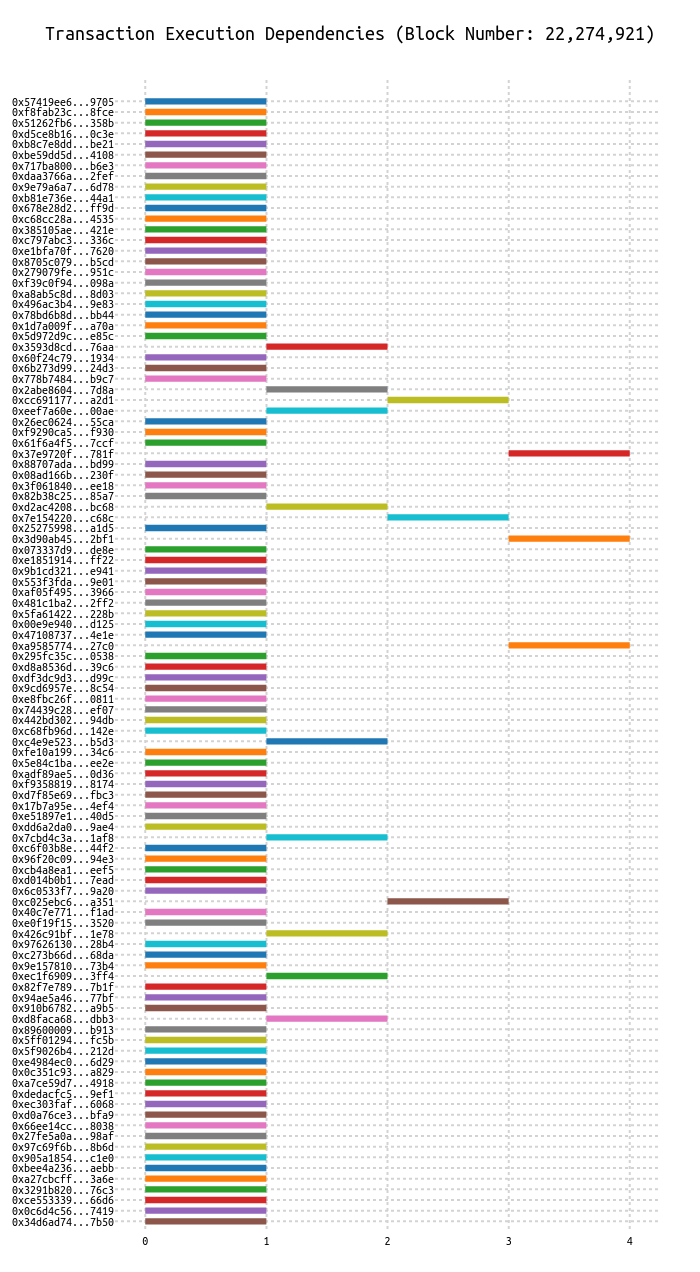 Transaction Execution Dependencies (Block Number: 22,274,921)
0x57419ee6...9705
0xf8fab23c...8fce
0x51262fb6...358b
0xd5ce8b16...0c3e
0xb8c7e8dd...be21
0xbe59dd5d...4108
0x717ba800...b6e3
0xdaa3766a...2fef
0x9e79a6a7...6d78
0xb81e736e...44a1
0x678e28d2...ff9d
0xc68cc28a...4535
0x385105ae...421e
0xc797abc3...336c
0xe1bfa70f...7620
0x8705c079...b5cd
0x279079fe...951c
0xf39c0f94...098a
0xa8ab5c8d...8d03
0x496ac3b4...9e83
0x78bd6b8d...bb44
0x1d7a009f...a70a
0x5d972d9c...e85c
0x3593d8cd...76aa
0x60f24c79...1934
0x6b273d99...24d3
0x778b7484...b9c7
0x2abe8604...7d8a
0xcc691177...a2d1
0xeef7a60e...00ae
0x26ec0624...55ca
0xf9290ca5...f930
0x61f6a4f5...7ccf
0x37e9720f...781f
0x88707ada...bd99
0x08ad166b...230f
0x3f061840...ee18
0x82b38c25...85a7
0xd2ac4208...bc68
0x7e154220...c68c
0x25275998...a1d5
0x3d90ab45...2bf1
0x073337d9...de8e
0xe1851914...ff22
0x9b1cd321...e941
0x553f3fda...9e01
0xaf05f495...3966
0x481c1ba2...2ff2
0x5fa61422...228b
0x00e9e940...d125
0x47108737...4e1e
0xa9585774...27c0
0x295fc35c...0538
0xd8a8536d...39c6
0xdf3dc9d3...d99c
0x9cd6957e...8c54
0xe8fbc26f...0811
0x74439c28...ef07
0x442bd302...94db
0xc68fb96d...142e
0xc4e9e523...b5d3
0xfe10a199...34c6
0x5e84c1ba...ee2e
0xadf89ae5...0d36
0xf9358819...8174
0xd7f85e69...fbc3
0x17b7a95e...4ef4
0xe51897e1...40d5
0xdd6a2da0...9ae4
0x7cbd4c3a...1af8
0xc6f03b8e...44f2
0x96f20c09...94e3
0xcb4a8ea1...eef5
0xd014b0b1...7ead
0x6c0533f7...9a20
0xc025ebc6...a351
0x40c7e771...f1ad
0xe0f19f15...3520
0x426c91bf...1e78
0x97626130...28b4
0xc273b66d...68da
0x9e157810...73b4
0xec1f6909...3ff4
0x82f7e789...7b1f
0x94ae5a46...77bf
0x910b6782...a9b5
0xd8faca68...dbb3
0x89600009...b913
0x5ff01294...fc5b
0x5f9026b4...212d
0xe4984ec0...6d29
0x0c351c93...a829
0xa7ce59d7...4918
0xdedacfc5...9ef1
0xec303faf...6068
0xd0a76ce3...bfa9
0x66ee14cc...8038
0x27fe5a0a...98af
0x97c69f6b...8b6d
0x905a1854...c1e0
0xbee4a236...aebb
0xa27cbcff...3a6e
0x3291b820...76c3
0xce553339...66d6
0x0c6d4c56...7419
0x34d6ad74...7b50
0 1 2 3 4